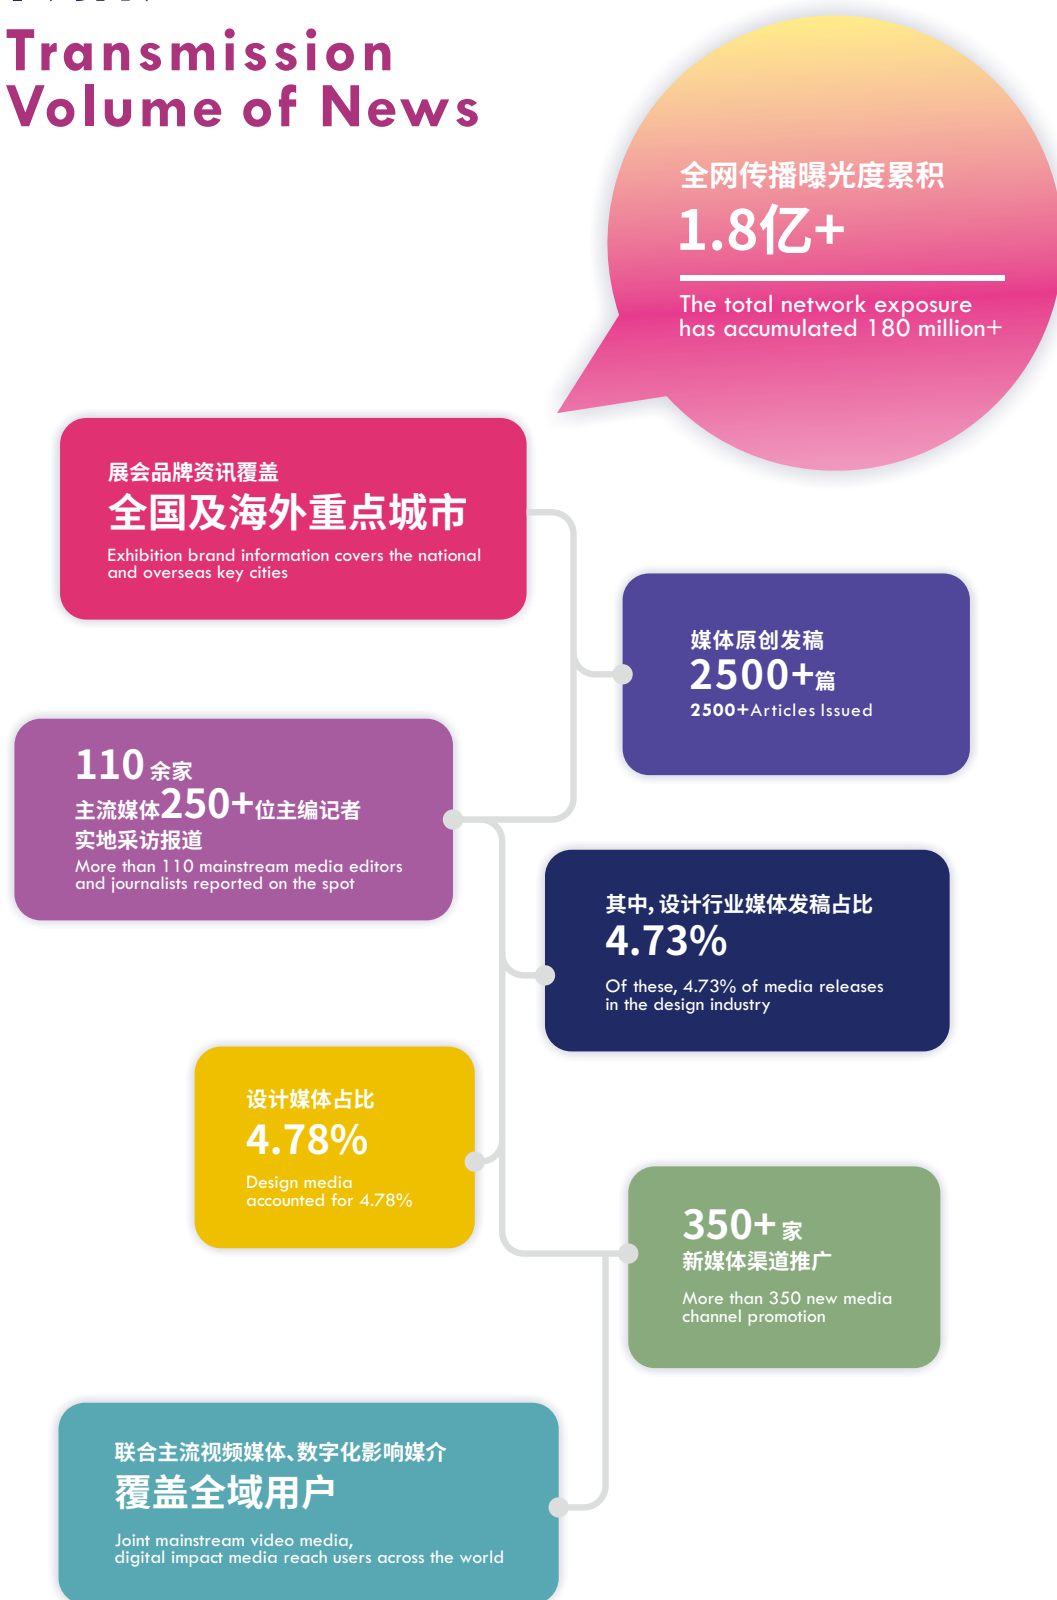 Transmission
Volume of News
全网传播曝光度累积
1.8亿+
The total network exposure
has accumulated 180 million+
展会品牌资讯覆盖
全国及海外重点城市
Exhibition brand information covers the national
and overseas key cities
媒体原创发稿
2500+篇
2500+Articles Issued
110 余家
主流媒体250+位主编记者
实地采访报道
More than 110 mainstream media editors
and journalists reported on the spot
其中，设计行业媒体发稿占比
4.73%
Of these, 4.73% of media releases
in the design industry
设计媒体占比
4.78%
Design media
accounted for 4.78%
350+ 家
新媒体渠道推广
More than 350 new media
channel promotion
联合主流视频媒体、数字化影响媒介
覆盖全域用户
Joint mainstream video media,
digital impact media reach users across the world